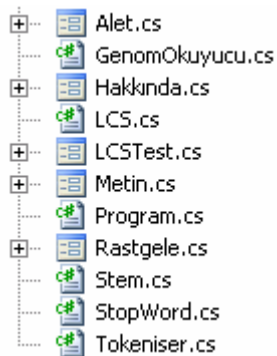 Alet.cs
GenomOkuyucu.cs
Hakkında.cs
LCS.cs
LCSTest.cs
Metin.cs
Program.cs
Rastgele.cs
Stem.cs
StopWord.cs
Tokeniser.cs